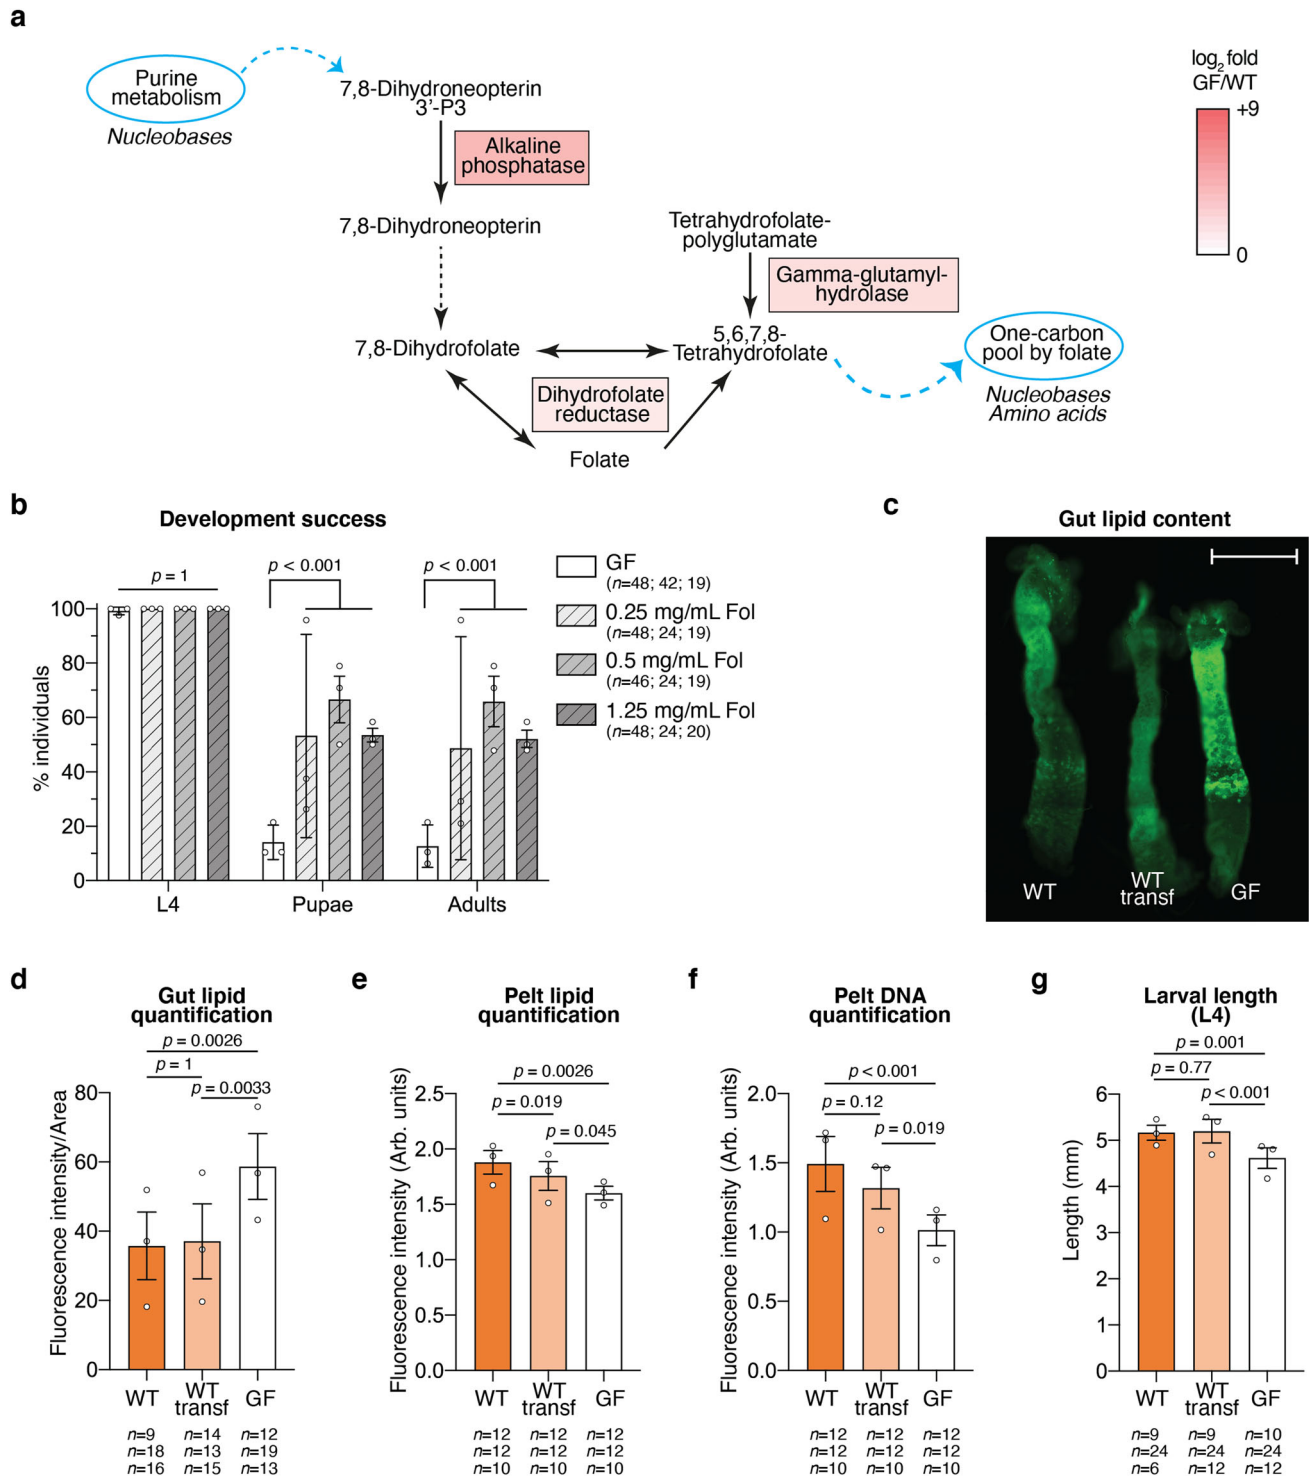 a
Purine
metabolism
Nucleobases
7,8-Dihydroneopterin
3'-P3
Alkaline
phosphatase
7,8-Dihydroneopterin
7,8-Dihydrofolate
Tetrahydrofolate-
polyglutamate
Gamma-glutamyl-
hydrolase
5,6,7,8-
Tetrahydrofolate
Dihydrofolate
reductase
Folate
One-carbon
pool by folate
Nucleobases
Amino acids
log2 fold
GF/WT
+9
0
b
Development success
% individuals
100
80
60
40
20
0
p = 1
p < 0.001
p < 0.001
L4
Pupae
Adults
GF
(n=48; 42; 19)
0.25 mg/mL Fol
(n=48; 24; 19)
0.5 mg/mL Fol
(n=46; 24; 19)
1.25 mg/mL Fol
(n=48; 24; 20)
c
Gut lipid content
WT
WT
transf
GF
d
Gut lipid
quantification
p = 0.0026
p = 1
p = 0.0033
Fluorescence intensity/Area
80
60
40
20
0
WT
WT
transf
GF
n=9 n=14 n=12
n=18 n=13 n=19
n=16 n=15 n=13
e
Pelt lipid
quantification
p = 0.0026
p = 0.019
p = 0.045
Fluorescence intensity (Arb. units)
2.5
2.0
1.5
1.0
0.5
0.0
WT
WT
transf
GF
n=12 n=12 n=12
n=12 n=12 n=12
n=10 n=10 n=10
f
Pelt DNA
quantification
p < 0.001
p = 0.12
p = 0.019
Fluorescence intensity (Arb. units)
2.0
1.5
1.0
0.5
0.0
WT
WT
transf
GF
n=12 n=12 n=12
n=12 n=12 n=12
n=10 n=10 n=10
g
Larval length
(L4)
p = 0.001
p = 0.77
p < 0.001
Length (mm)
6
5
4
3
2
1
0
WT
WT
transf
GF
n=9 n=9 n=10
n=24 n=24 n=24
n=6 n=12 n=12